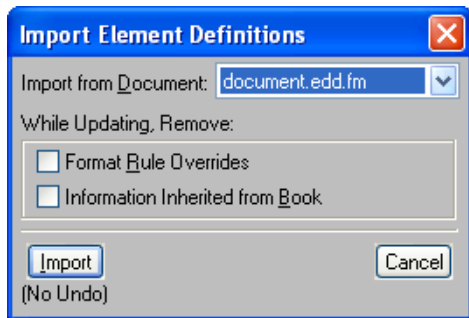 Import Element Definitions
Import from Document: document.edd.fm
While Updating, Remove:
Format Rule Overrides
Information Inherited from Book
Import Cancel
(No Undo)